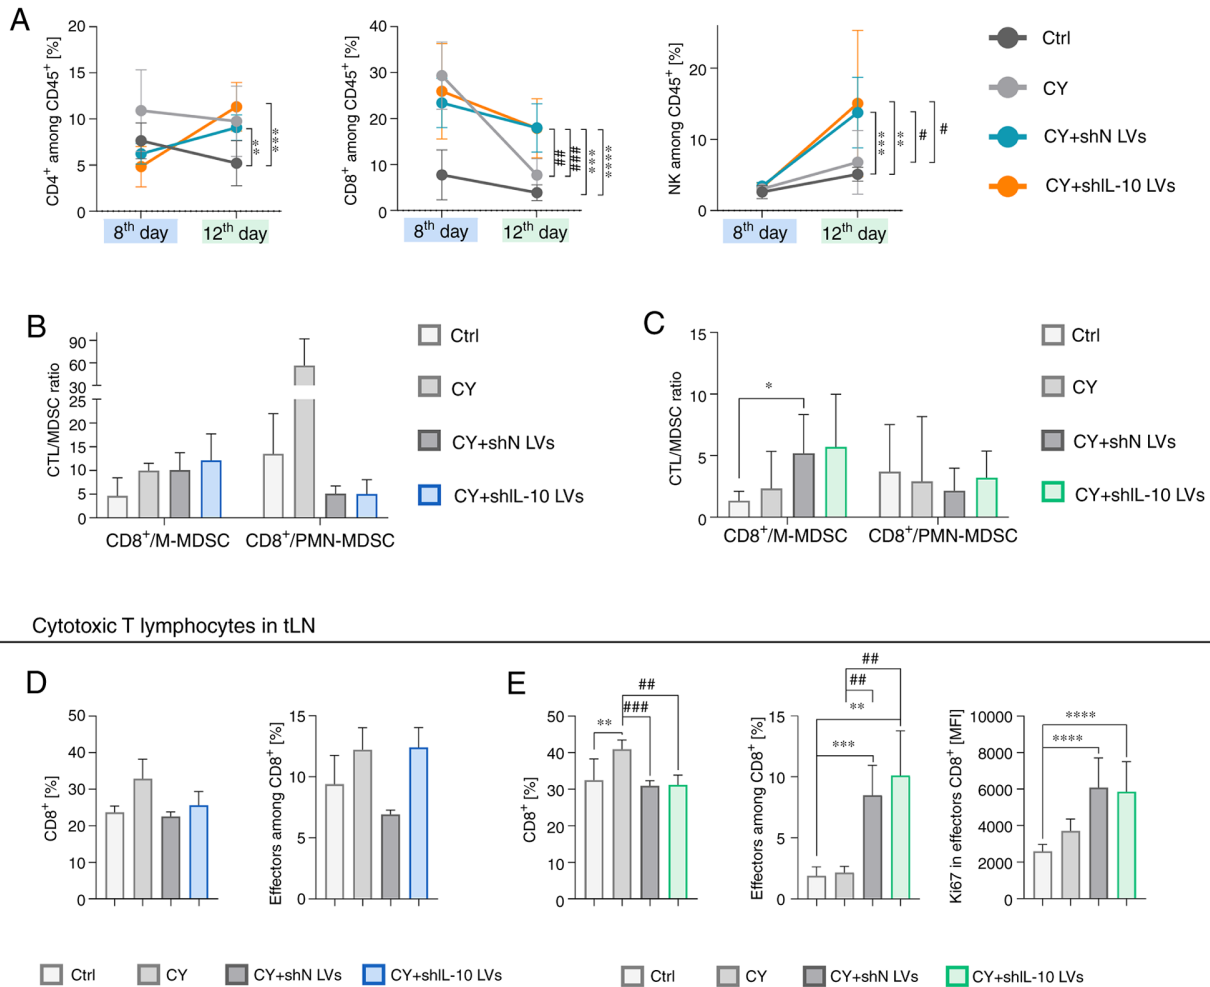 A
CD4+ among CD45+ [%]
20
15
10
5
0
8th day
12th day
**
***
CD8+ among CD45+ [%]
40
30
20
10
0
8th day
12th day
##
###
***
****
NK among CD45+ [%]
20
10
0
8th day
12th day
***
**
#
#
Ctrl
CY
CY+shN LVs
CY+shIL-10 LVs
B
CTL/MDSC ratio
90
60
30
25
20
15
10
5
0
CD8+/M-MDSC
CD8+/PMN-MDSC
Ctrl
CY
CY+shN LVs
CY+shIL-10 LVs
C
CTL/MDSC ratio
15
10
5
0
*
CD8+/M-MDSC
CD8+/PMN-MDSC
Ctrl
CY
CY+shN LVs
CY+shIL-10 LVs
Cytotoxic T lymphocytes in tLN
D
CD8+ [%]
50
40
30
20
10
0
Effectors among CD8+ [%]
15
10
5
0
E
CD8+ [%]
50
40
30
20
10
0
**
###
##
Effectors among CD8+ [%]
15
10
5
0
##
##
**
***
Ki67 in effectors CD8+ [MFI]
10000
8000
6000
4000
2000
0
****
****
Ctrl
CY
CY+shN LVs
CY+shIL-10 LVs
Ctrl
CY
CY+shN LVs
CY+shIL-10 LVs